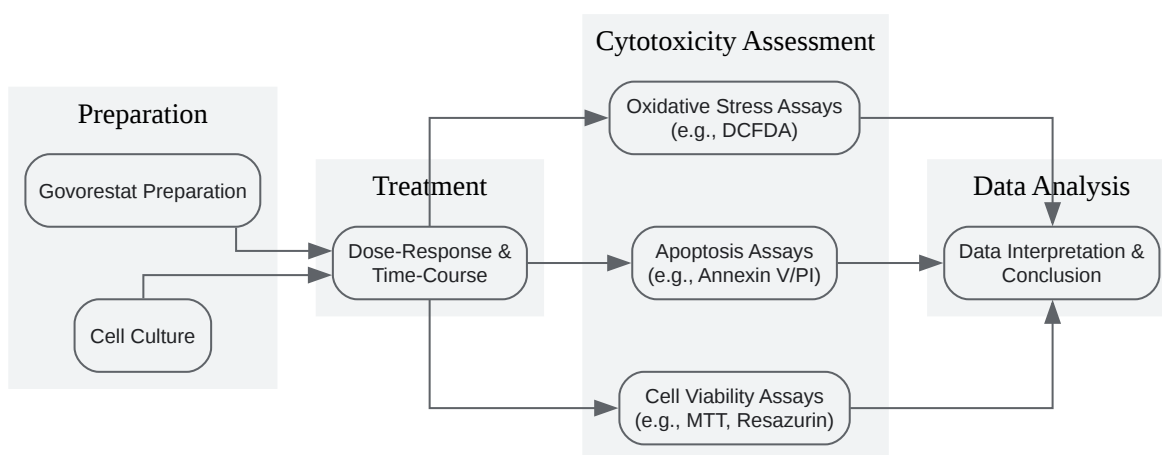 Preparation
Govorestat Preparation
Cell Culture
Treatment
Dose-Response &
Time-Course
Cytotoxicity Assessment
Oxidative Stress Assays
(e.g., DCFDA)
Apoptosis Assays
(e.g., Annexin V/PI)
Cell Viability Assays
(e.g., MTT, Resazurin)
Data Analysis
Data Interpretation &
Conclusion